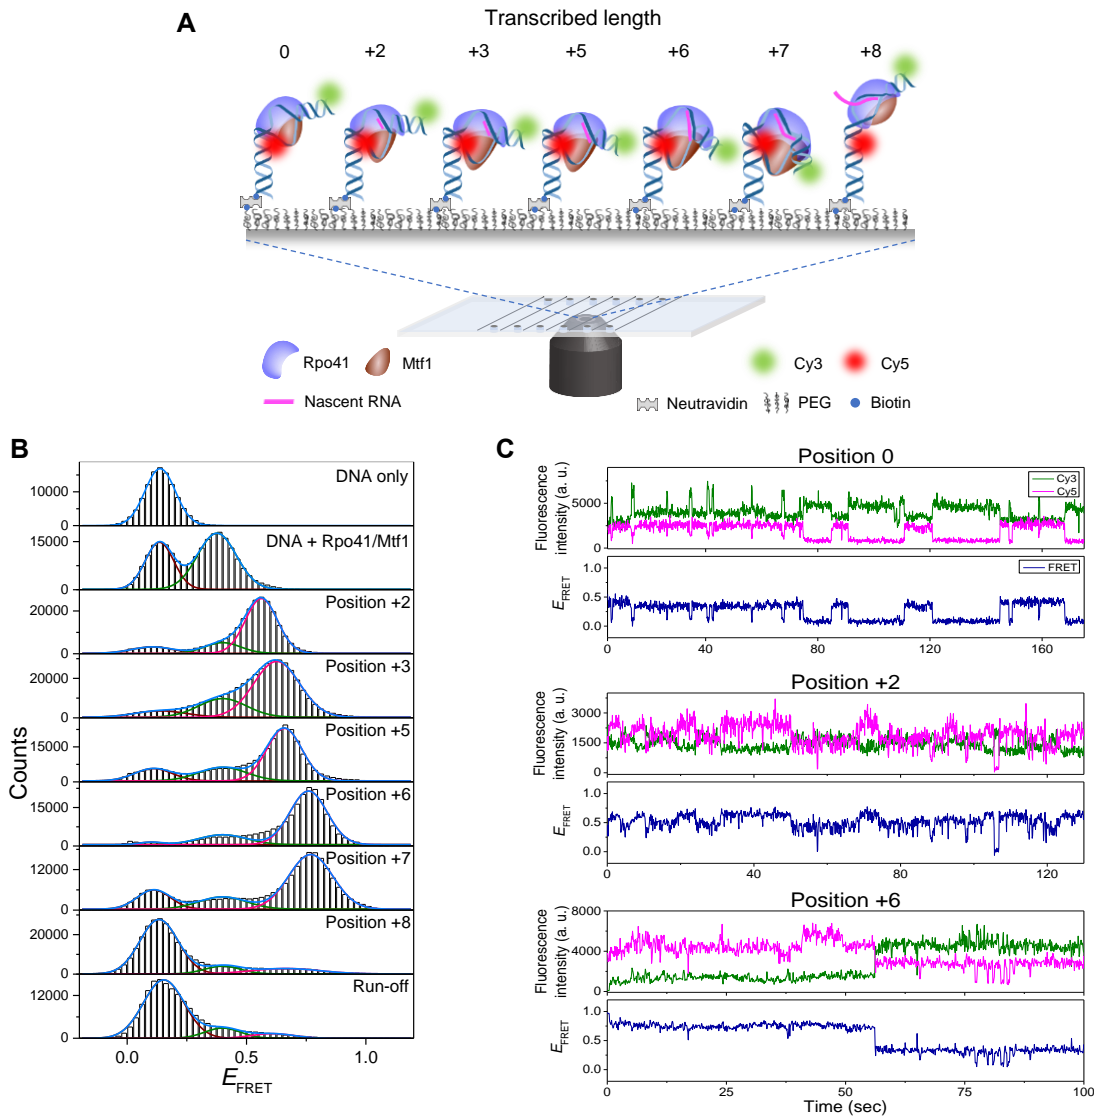 A
Transcribed length
0 +2 +3 +5 +6 +7 +8
Rpo41 Mtf1 Cy3 Cy5
Nascent RNA Neutravidin PEG Biotin
B
DNA only
10000
0
DNA + Rpo41/Mtf1
15000
0
Position +2
20000
0
Position +3
20000
0
Position +5
15000
0
Position +6
15000
0
Position +7
12000
0
Position +8
20000
0
Run-off
12000
0
0.0 0.5 1.0
Counts
E FRET
C
Position 0
Cy3
Cy5
Fluorescence
intensity (a. u.)
5000
0
FRET
E FRET
1.0
0.5
0.0
0 40 80 120 160
Position +2
Fluorescence
intensity (a. u.)
3000
1500
0
E FRET
1.0
0.5
0.0
0 40 80 120
Position +6
Fluorescence
intensity (a. u.)
8000
4000
0
E FRET
1.0
0.5
0.0
0 25 50 75 100
Time (sec)